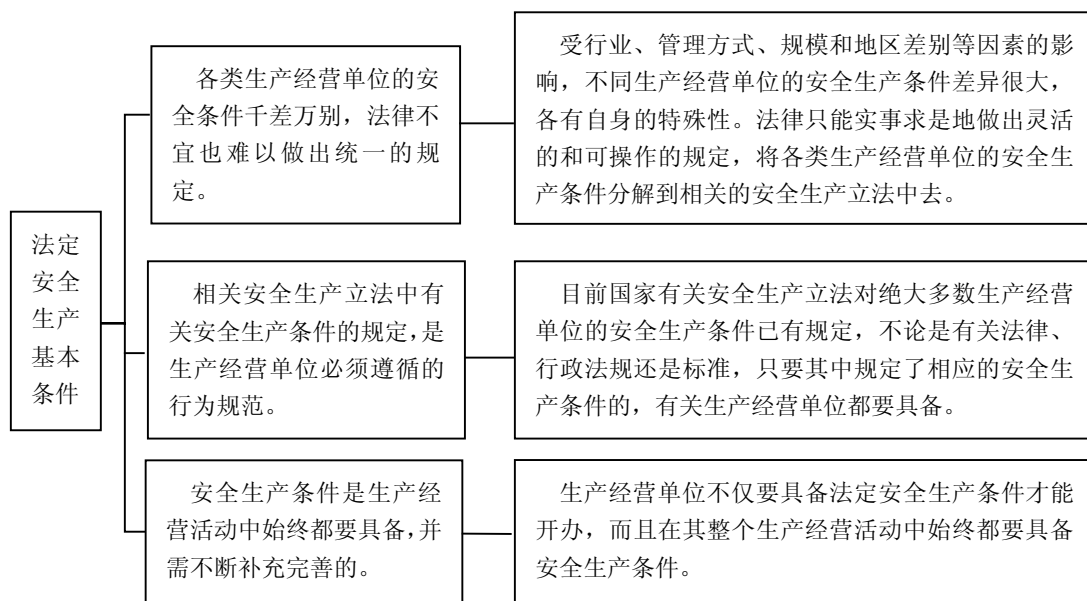 法定
安全
生产
基本
条件
各类生产经营单位的安
全条件千差万别，法律不
宜也难以做出统一的规
定。
受行业、管理方式、规模和地区差别等因素的影
响，不同生产经营单位的安全生产条件差异很大，
各有自身的特殊性。法律只能实事求是地做出灵活
的和可操作的规定，将各类生产经营单位的安全生
产条件分解到相关的安全生产立法中去。
相关安全生产立法中有
关安全生产条件的规定，是
生产经营单位必须遵循的
行为规范。
目前国家有关安全生产立法对绝大多数生产经营
单位的安全生产条件已有规定，不论是有关法律、
行政法规还是标准，只要其中规定了相应的安全生
产条件的，有关生产经营单位都要具备。
安全生产条件是生产经
营活动中始终都要具备，并
需不断补充完善的。
生产经营单位不仅要具备法定安全生产条件才能
开办，而且在其整个生产经营活动中始终都要具备
安全生产条件。